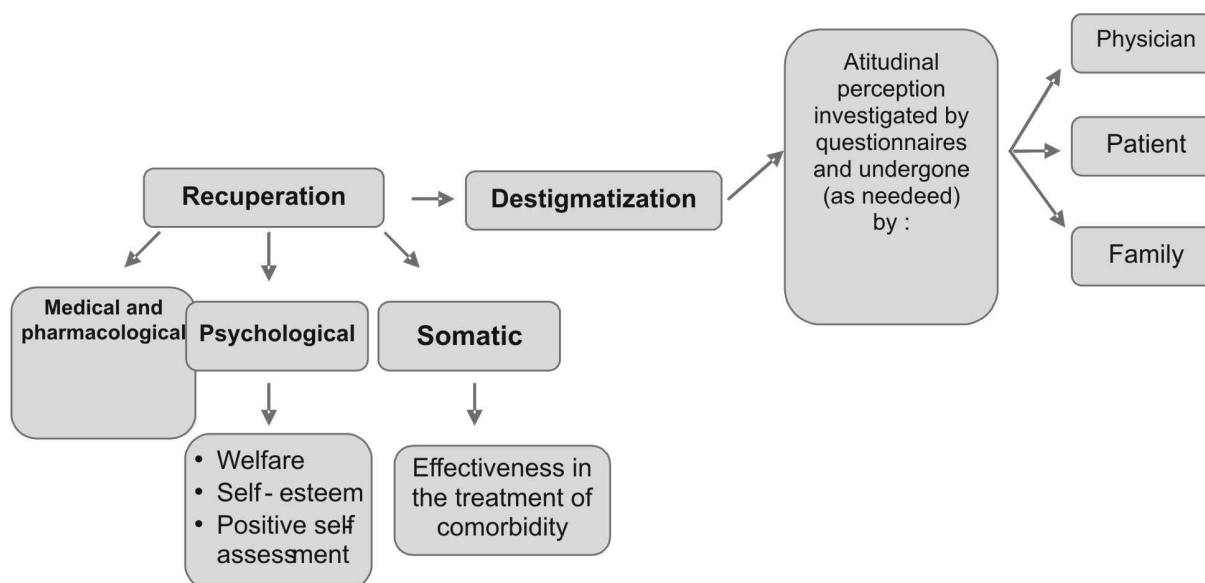 Physician
Atitudinal
perception
investigated by
questionnaires
and undergone
(as needeed)
by :
Patient
Family
Recuperation
Destigmatization
Medical and
pharmacological
Psychological
Somatic
• Welfare
• Self - esteem
• Positive self-
assessment
Effectiveness in
the treatment of
comorbidity